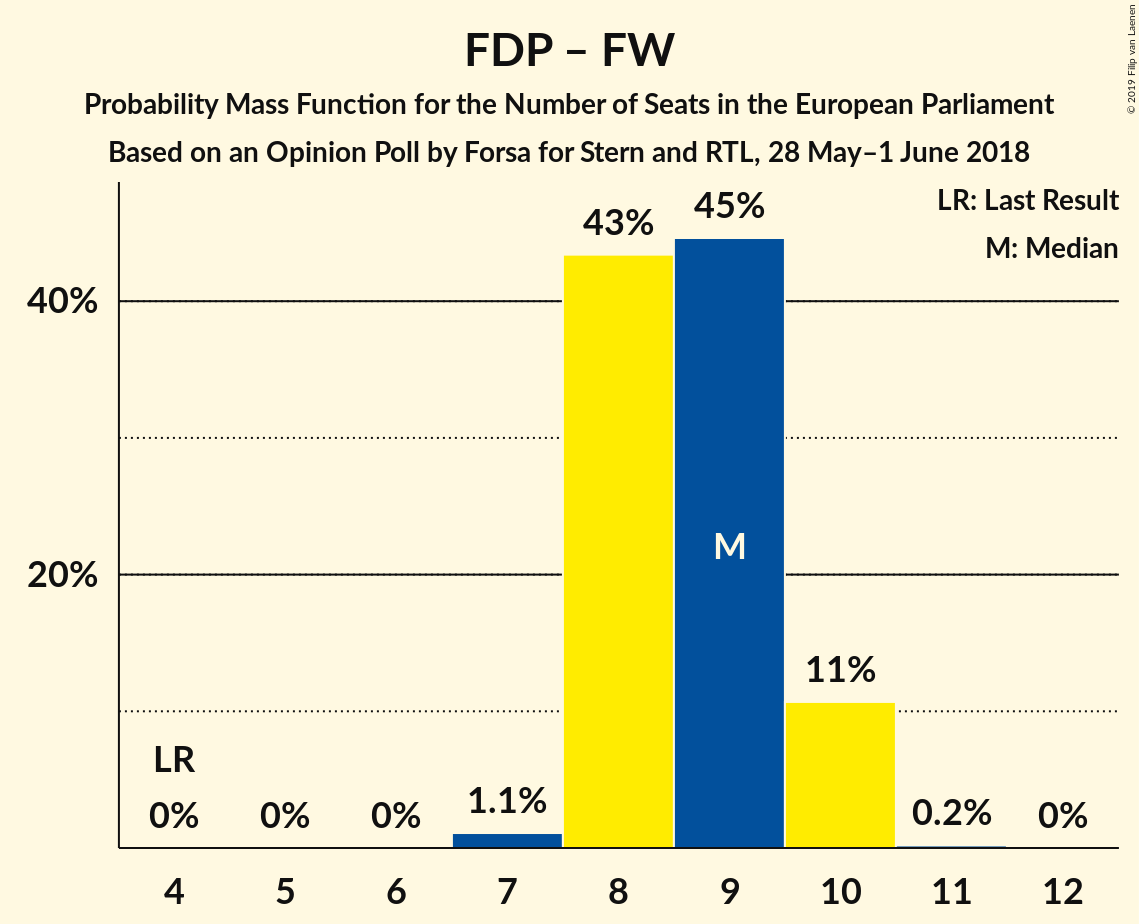 FDP – FW
Probability Mass Function for the Number of Seats in the European Parliament
Based on an Opinion Poll by Forsa for Stern and RTL, 28 May–1 June 2018
© 2019 Filip van Laenen
LR: Last Result
M: Median
40%
20%
LR
0%
0%
0%
1.1%
43%
45%
M
11%
0.2%
0%
4 5 6 7 8 9 10 11 12